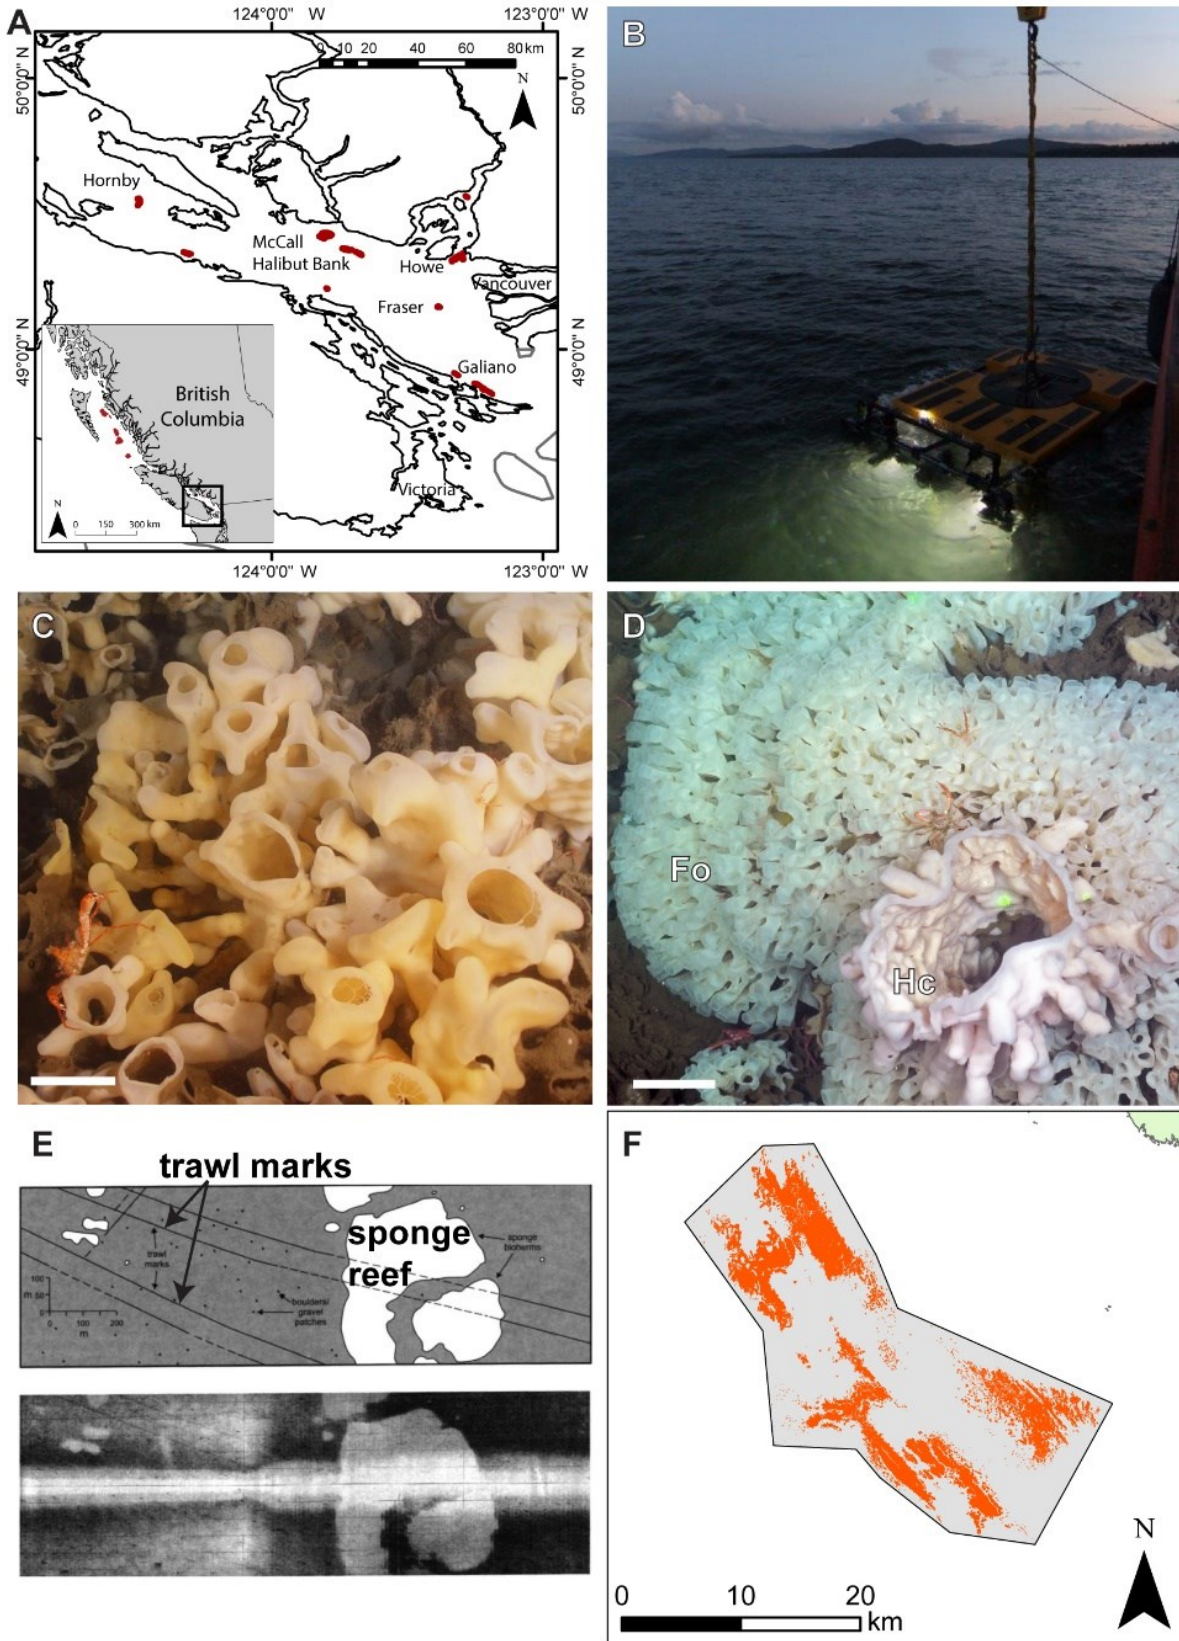 A
124°0'0" W
123°0'0" W
50°0'0" N
50°0'0" N
0 10 20 40 60 80 km
N
Hornby
McCall
Halibut Bank
Howe
Vancouver
Fraser
49°0'0" N
49°0'0" N
Galiano
British
Columbia
Victoria
N
0 150 300 km
124°0'0" W
123°0'0" W
B
C
D
Fo
Hc
E
trawl marks
sponge
reef
sponge
bioherms
trawl
marks
100
m 50
0
0 100 200
m
boulders/
gravel
patches
F
N
0 10 20
km